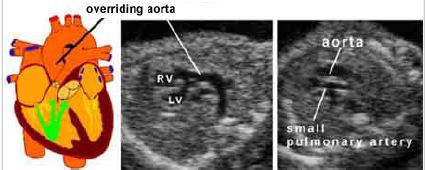 overriding aorta
RV
LV
aorta
small
pulmonary artery